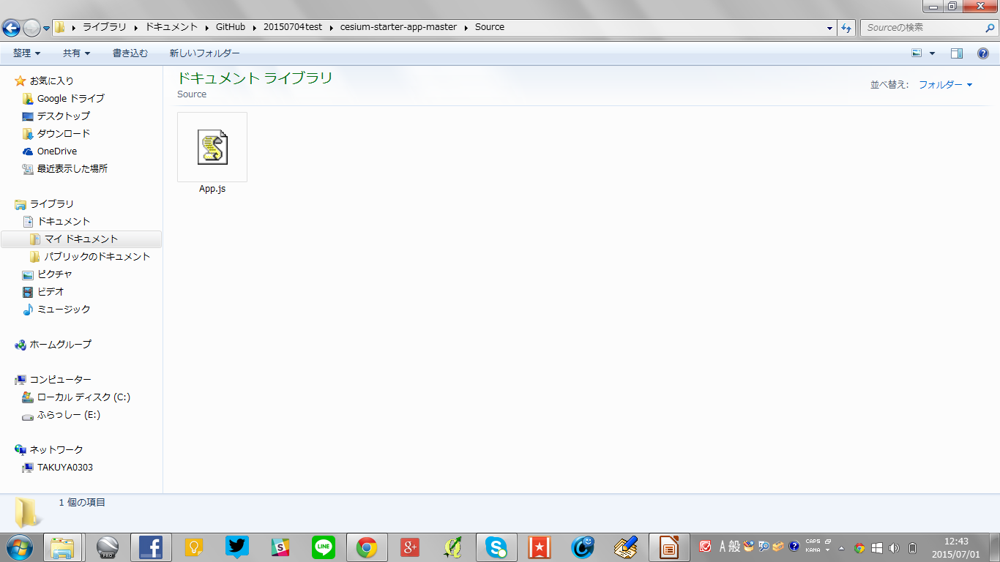 ライブラリ ▸ ドキュメント ▸ GitHub ▸ 20150704test ▸ cesium-starter-app-master ▸ Source
Sourceの検索
整理 共有 書き込む 新しいフォルダー
ドキュメント ライブラリ
Source
並べ替え: フォルダー
App.js
お気に入り
Google ドライブ
デスクトップ
ダウンロード
OneDrive
最近表示した場所
ライブラリ
ドキュメント
マイ ドキュメント
パブリックのドキュメント
ピクチャ
ビデオ
ミュージック
ホームグループ
コンピューター
ローカル ディスク (C:)
ふらっしー (E:)
ネットワーク
TAKUYA0303
1 個の項目
PRO
LINE
g+
A 般
CAPS
KANA
12:43
2015/07/01